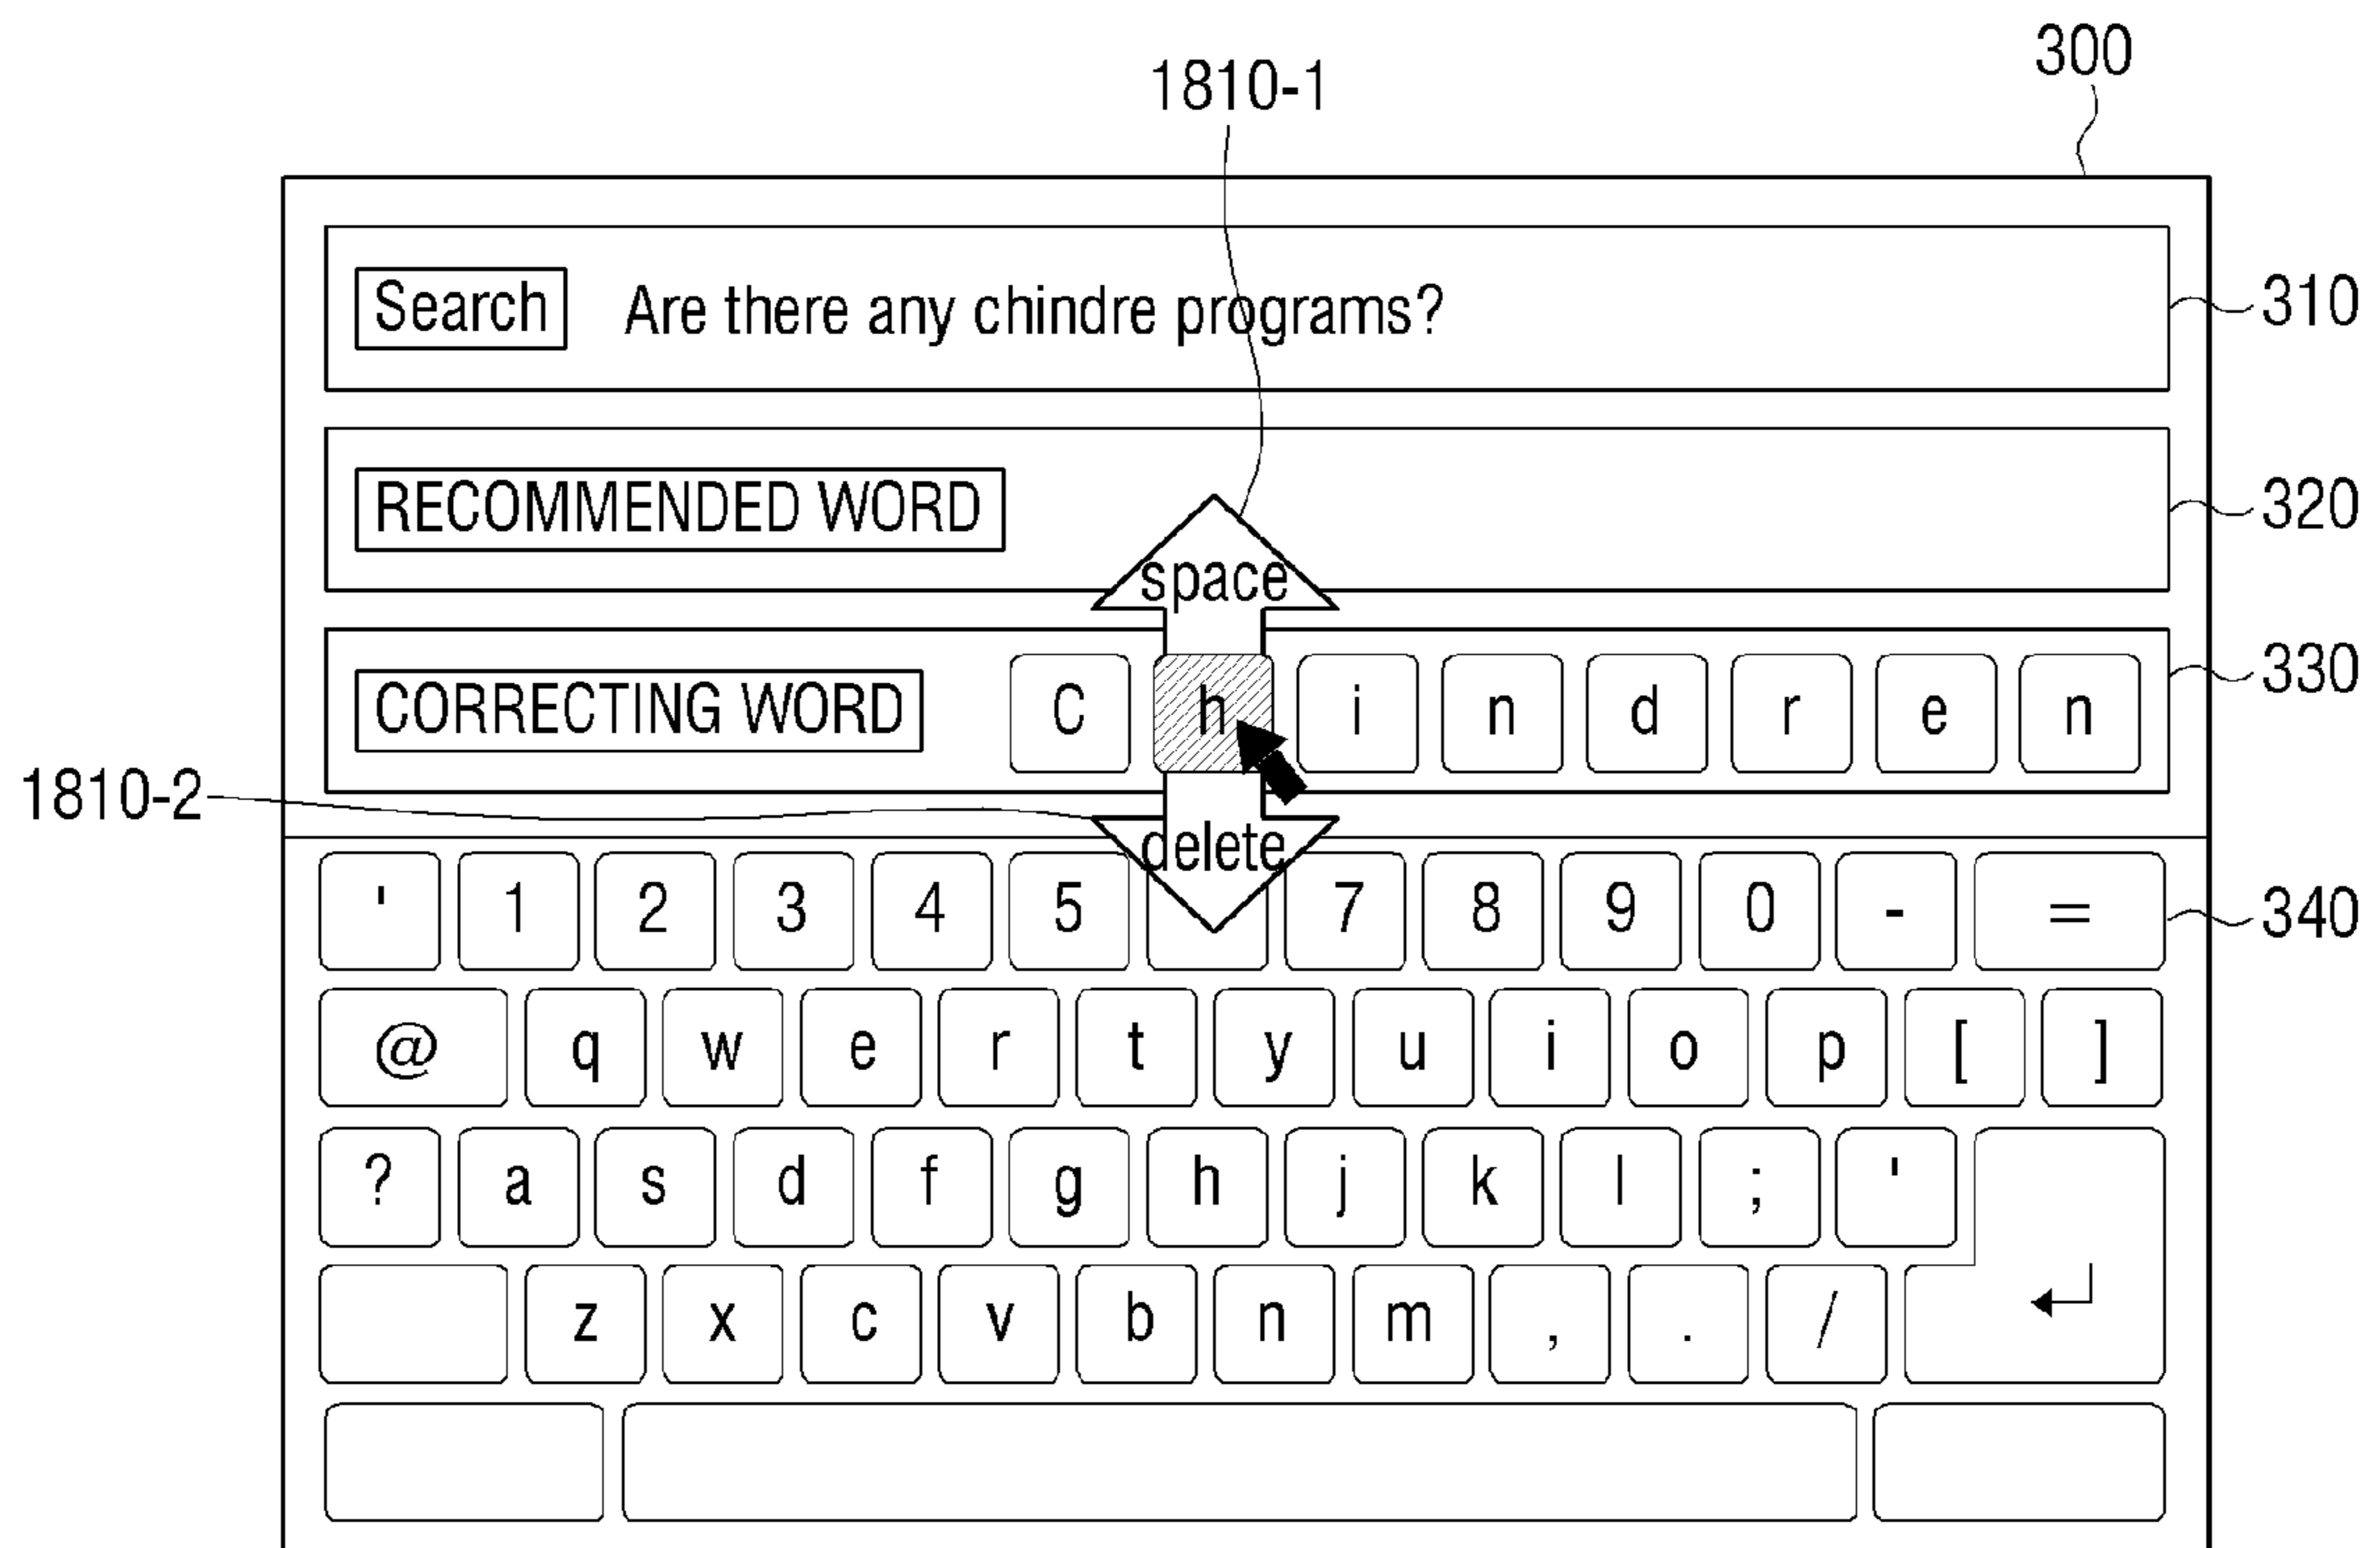 300
1810-1
Search Are there any chindre programs? 310
RECOMMENDED WORD 320
space
CORRECTING WORD C h i n d r e n 330
1810-2
delete
' 1 2 3 4 5 7 8 9 0 - = 340
@ q w e r t y u i o p [ ]
? a s d f g h j k l ; '
z x c v b n m , . /